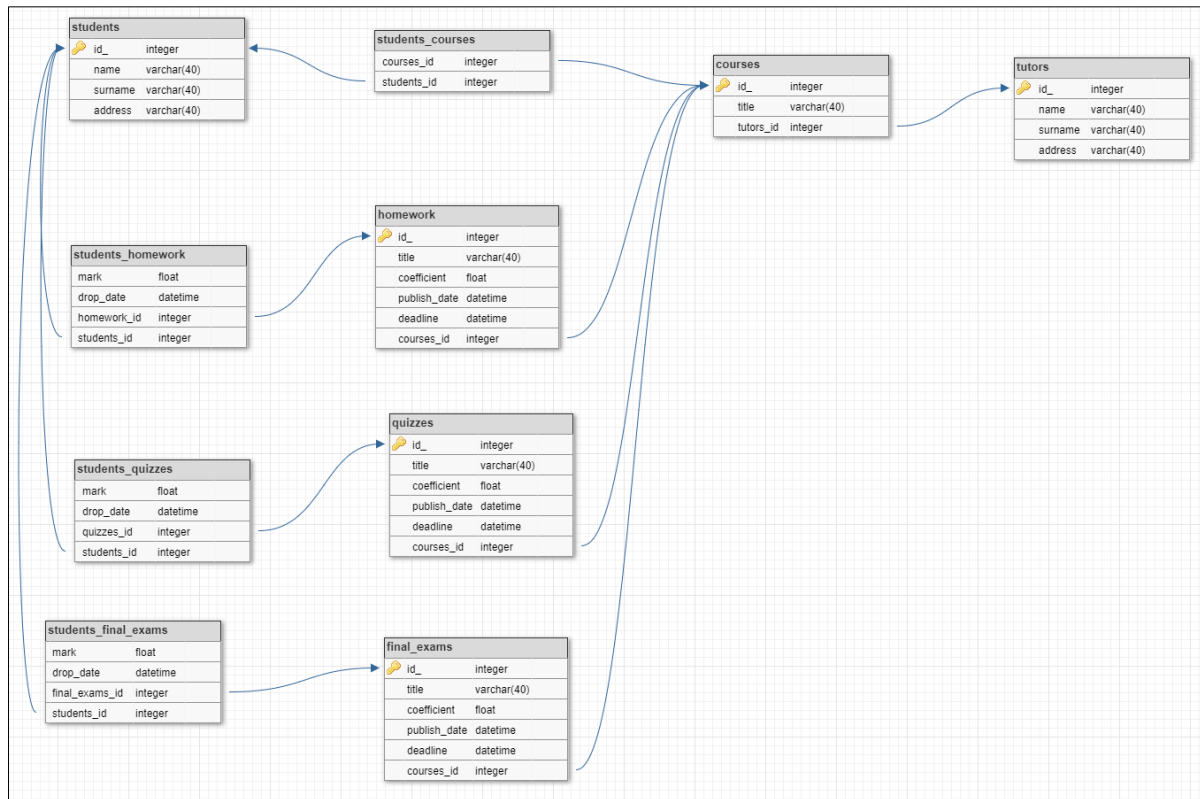 students
id_ integer
name varchar(40)
surname varchar(40)
address varchar(40)
students_courses
courses_id integer
students_id integer
courses
id_ integer
title varchar(40)
tutors_id integer
tutors
id_ integer
name varchar(40)
surname varchar(40)
address varchar(40)
students_homework
mark float
drop_date datetime
homework_id integer
students_id integer
homework
id_ integer
title varchar(40)
coefficient float
publish_date datetime
deadline datetime
courses_id integer
students_quizzes
mark float
drop_date datetime
quizzes_id integer
students_id integer
quizzes
id_ integer
title varchar(40)
coefficient float
publish_date datetime
deadline datetime
courses_id integer
students_final_exams
mark float
drop_date datetime
final_exams_id integer
students_id integer
final_exams
id_ integer
title varchar(40)
coefficient float
publish_date datetime
deadline datetime
courses_id integer